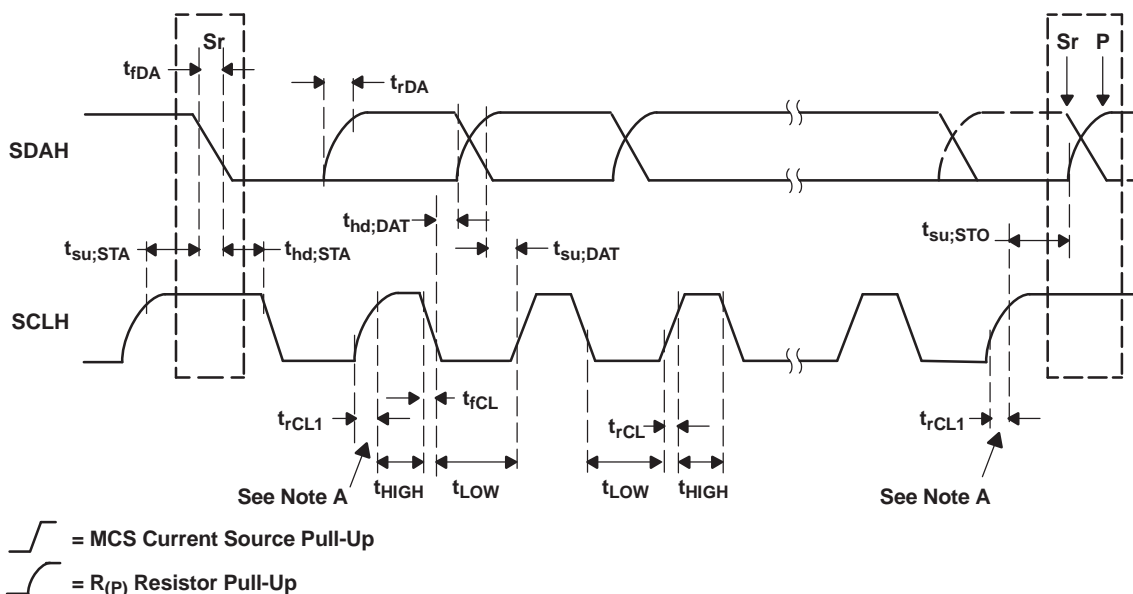 Sr
Sr P
tfDA
trDA
SDAH
thd;DAT
tsu;STO
tsu;STA
thd;STA
tsu;DAT
SCLH
tfCL
trCL1
trCL
trCL1
See Note A
tHIGH
tLOW
tLOW
tHIGH
See Note A
= MCS Current Source Pull-Up
= R(P) Resistor Pull-Up